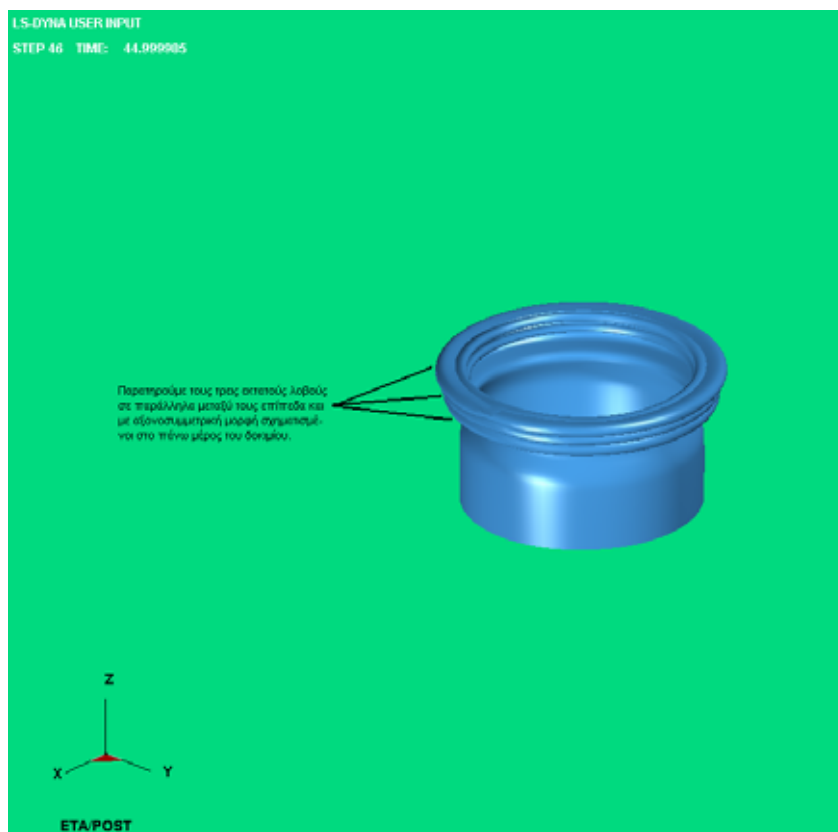 LS-DYNA USER INPUT
STEP 46 TIME: 44.999985
Παρατηρούμε τους τρεις εκτατούς λοβούς
σε παράλληλα μεταξύ τους επίπεδα και
με αξονοσυμμετρική μορφή σχηματισμέ-
νοι στο πάνω μέρος του δοκιμίου.
Z
X
Y
ETA/POST